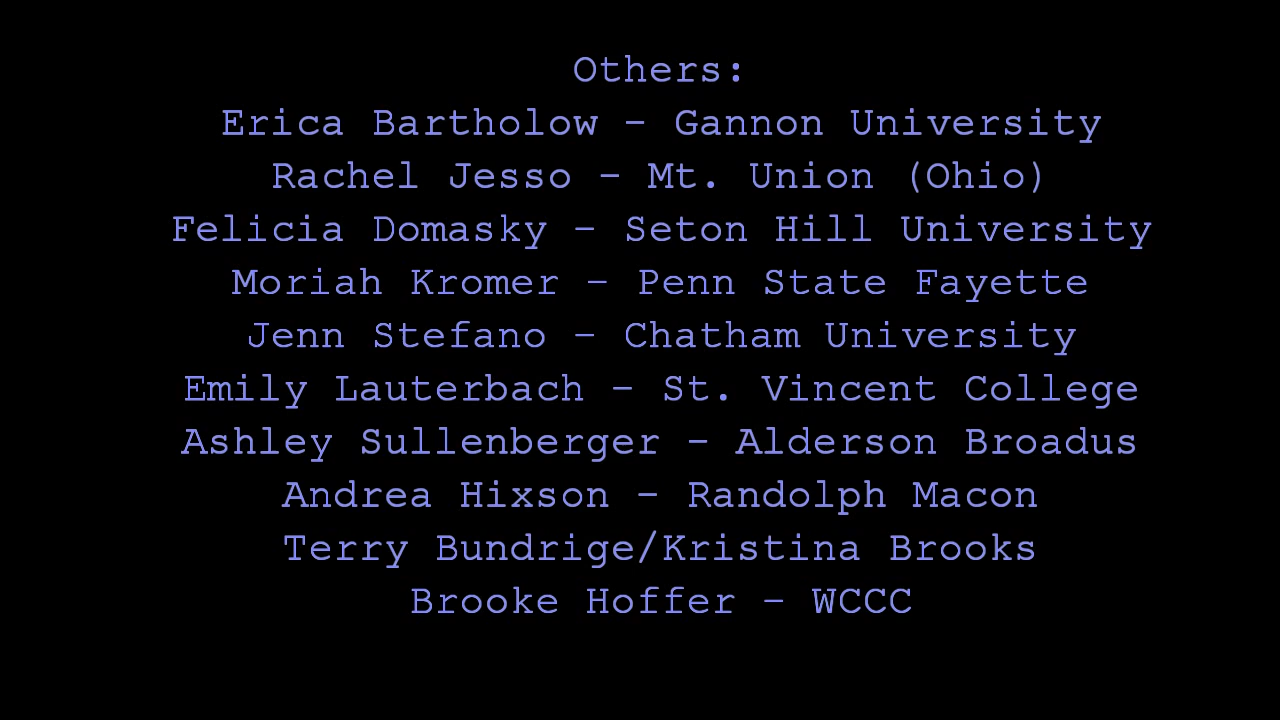 Others:
Erica Bartholow - Gannon University
Rachel Jesso - Mt. Union (Ohio)
Felicia Domasky - Seton Hill University
Moriah Kromer - Penn State Fayette
Jenn Stefano - Chatham University
Emily Lauterbach - St. Vincent College
Ashley Sullenberger - Alderson Broadus
Andrea Hixson - Randolph Macon
Terry Bundrige/Kristina Brooks
Brooke Hoffer - WCCC